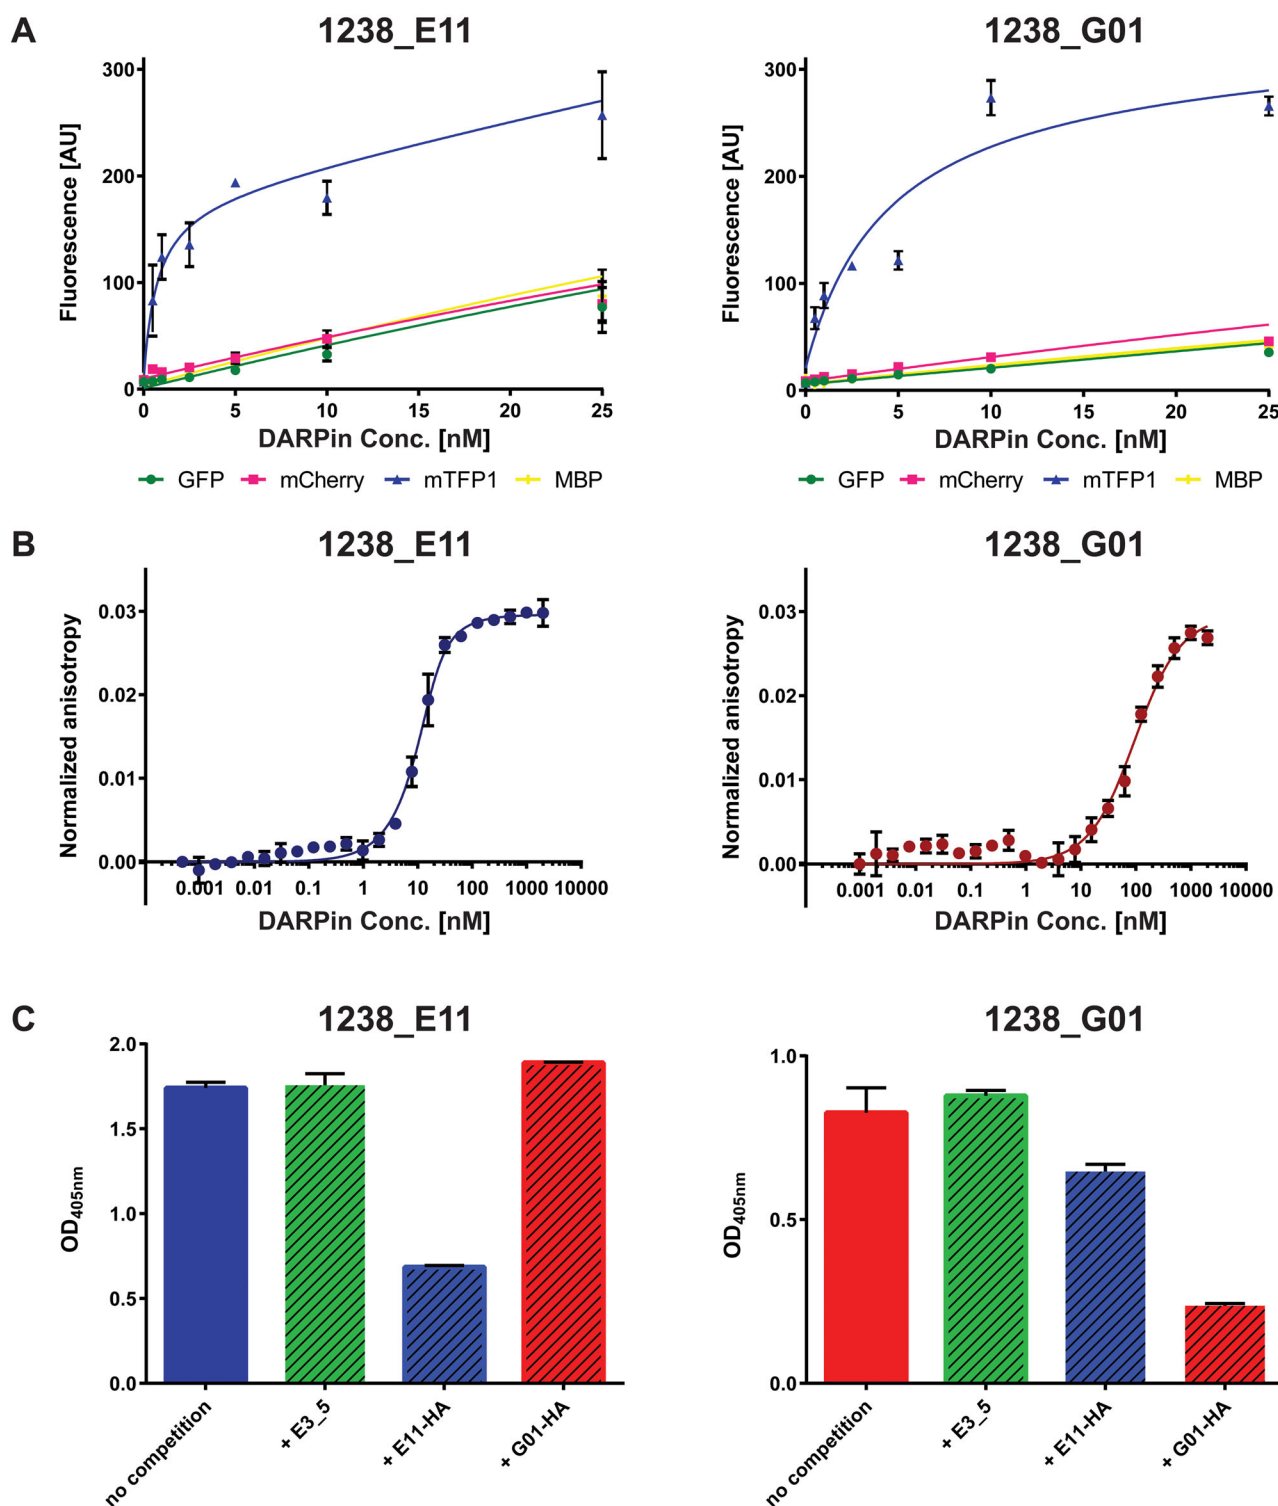 A
1238_E11
1238_G01
Fluorescence [AU]
300
200
100
0
0 5 10 15 20 25
DARPin Conc. [nM]
GFP mCherry mTFP1 MBP
Fluorescence [AU]
300
200
100
0
0 5 10 15 20 25
DARPin Conc. [nM]
GFP mCherry mTFP1 MBP
B
1238_E11
1238_G01
Normalized anisotropy
0.03
0.02
0.01
0.00
0.001 0.01 0.1 1 10 100 1000 10000
DARPin Conc. [nM]
Normalized anisotropy
0.03
0.02
0.01
0.00
0.001 0.01 0.1 1 10 100 1000 10000
DARPin Conc. [nM]
C
1238_E11
1238_G01
OD405nm
2.0
1.5
1.0
0.5
0.0
no competition
+ E3_5
+ E11-HA
+ G01-HA
OD405nm
1.0
0.5
0.0
no competition
+ E3_5
+ E11-HA
+ G01-HA